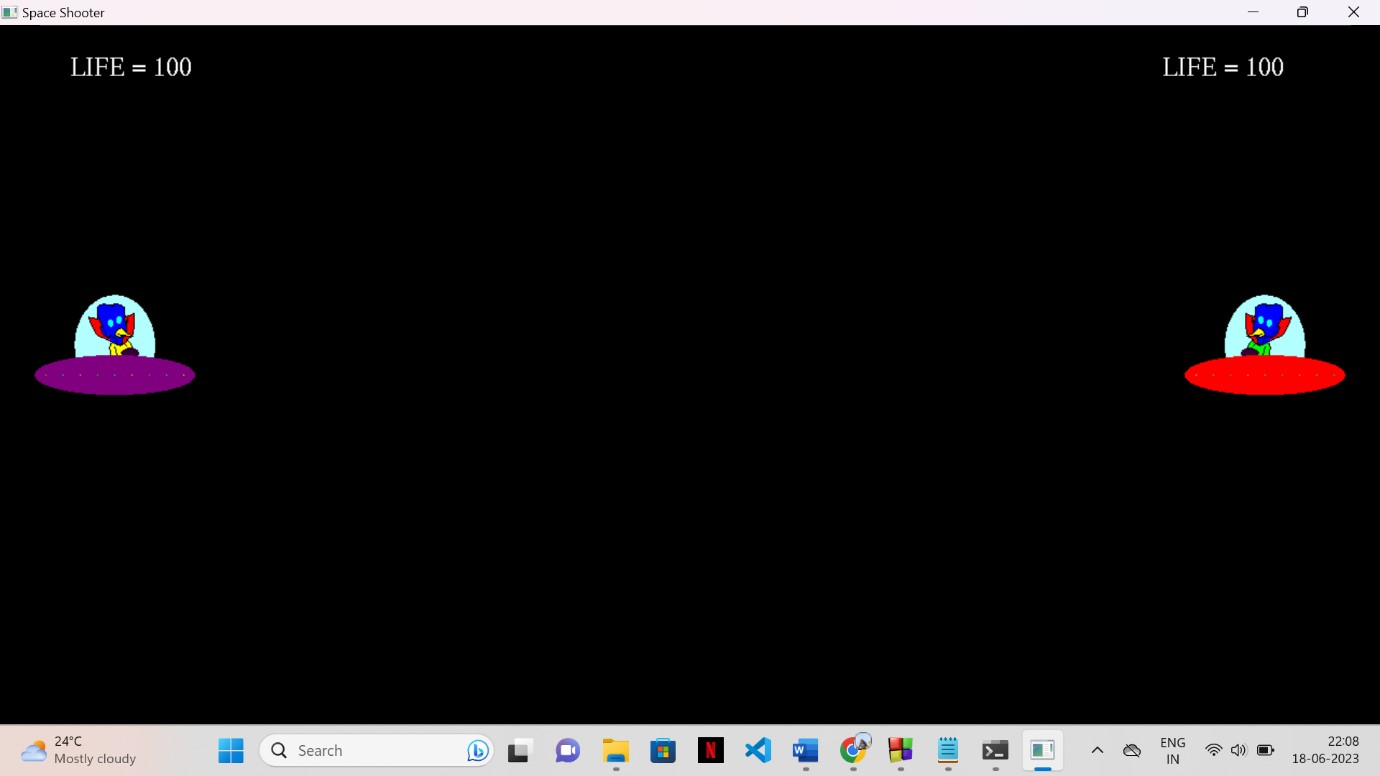 Space Shooter
LIFE = 100
LIFE = 100
24°C
Mostly cloudy
Search
N
W
ENG
IN
22:08
18-06-2023